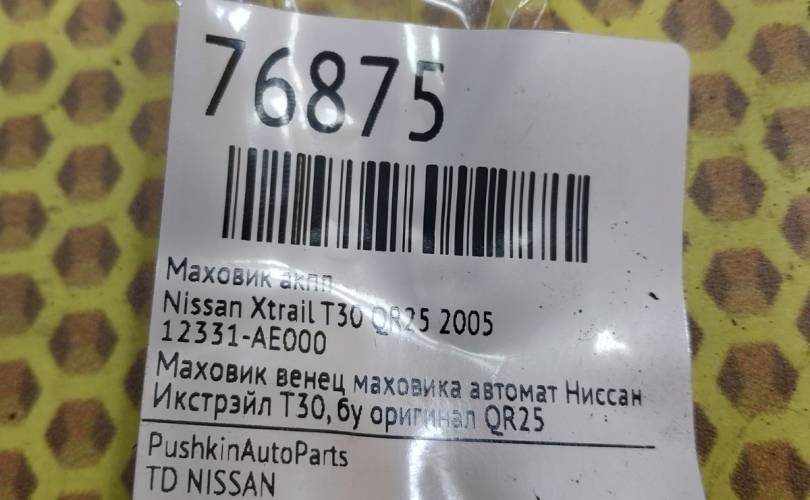 76875
Маховик акпп
Nissan Xtrail T30 QR25 2005
12331-AE000
Маховик венец маховика автомат Ниссан
Икстрэйл Т30, бу оригинал QR25
PushkinAutoParts
TD NISSAN